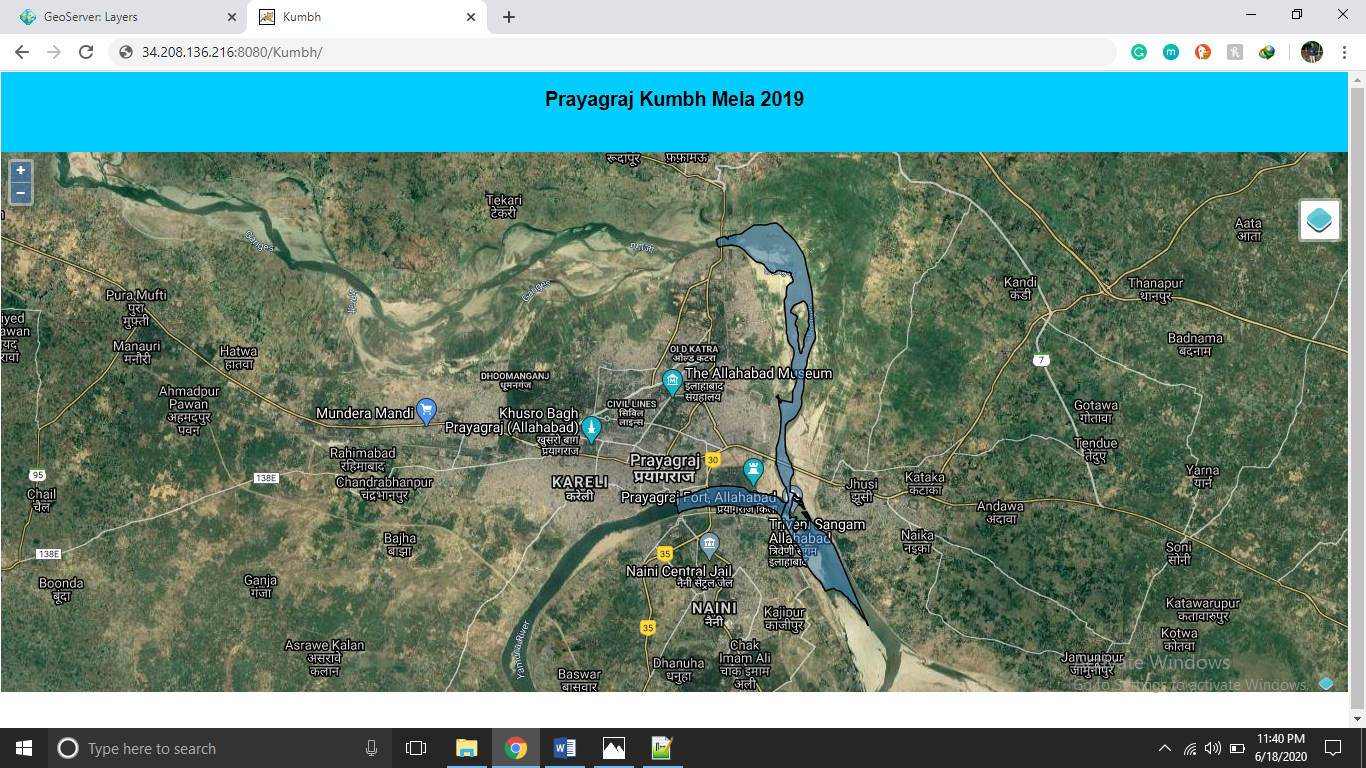 GeoServer: Layers
Kumbh
34.208.136.216:8080/Kumbh/
Prayagraj Kumbh Mela 2019
+
−
रूदापूर
फ़ाफ़ामऊ
Tekari
टेकरी
Aata
आता
Ganges
Ganges
Kandi
कंडी
Thanapur
थानपुर
Pura Mufti
पुरा
मुफ़्ती
iyed
awan
यद
रावां
Manauri
मनौरी
Hatwa
हातवा
Badnama
बदनाम
7
OLD KATRA
ओल्ड कटरा
DHOOMANGANJ
धूमनगंज
The Allahabad Museum
इलाहाबाद
संग्रहालय
Ahmadpur
Pawan
अहमदपुर
पवन
CIVIL LINES
सिविल
लाइन्स
Mundera Mandi
Khusro Bagh
Prayagraj (Allahabad)
खुसरो बाग़
प्रयागराज
Gotawa
गोतावा
Tendue
तेंदुए
Rahimabad
रहिमाबाद
Prayagraj
प्रयागराज
30
95
138E
Chandrabhanpur
चंद्रभानपुर
KARELI
करेली
Yarna
यार्न
Kataka
कटाका
Jhusi
झूसी
Chail
चैल
Prayagraj Fort, Allahabad
प्रयागराज किला
Andawa
अंदावा
Triveni Sangam
Allahabad
त्रिवेणी संगम
इलाहाबाद
Naika
नइका
Bajha
बाझा
138E
35
Soni
सोनी
Naini Central Jail
नैनी सेंट्रल जेल
Boonda
बूंदा
Ganja
गंजा
NAINI
नैनी
Kajipur
काजीपुर
Katawarupur
कतावारुपुर
35
Kotwa
कोतवा
Yamuna River
Asrawe Kalan
असरावे
कलान
Chak
Imam Ali
चाक इमाम
अली
Dhanuha
धनुहा
Jamunipur
जामुनीपुर
Baswar
बासवार
Activate Windows
Go to Settings to activate Windows.
Type here to search
11:40 PM
6/18/2020